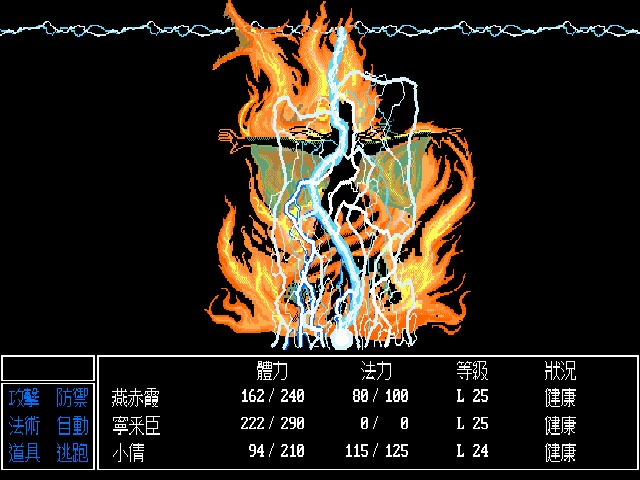 體力 法力 等級 狀況
攻擊 防禦 燕赤霞 162/240 80/100 L 25 健康
法術 自動 寧采臣 222/290 0/ 0 L 25 健康
道具 逃跑 小倩 94/210 115/125 L 24 健康